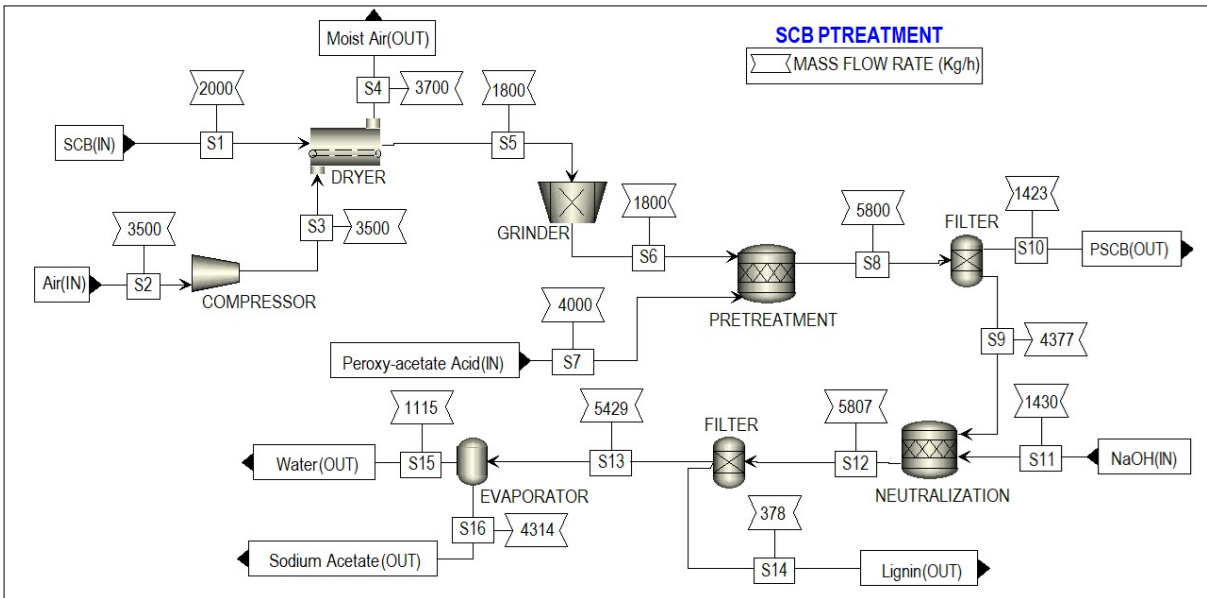 SCB PTREATMENT
MASS FLOW RATE (Kg/h)
Moist Air(OUT)
S4
3700
2000
1800
SCB(IN)
S1
S5
DRYER
3500
S3
3500
Air(IN)
S2
COMPRESSOR
GRINDER
1800
S6
5800
S8
FILTER
1423
S10
PSCB(OUT)
PRETREATMENT
4000
Peroxy-acetate Acid(IN)
S7
S9
4377
1430
S11
NaOH(IN)
NEUTRALIZATION
5807
S12
FILTER
5429
S13
1115
Water(OUT)
S15
EVAPORATOR
S16
4314
Sodium Acetate(OUT)
378
S14
Lignin(OUT)